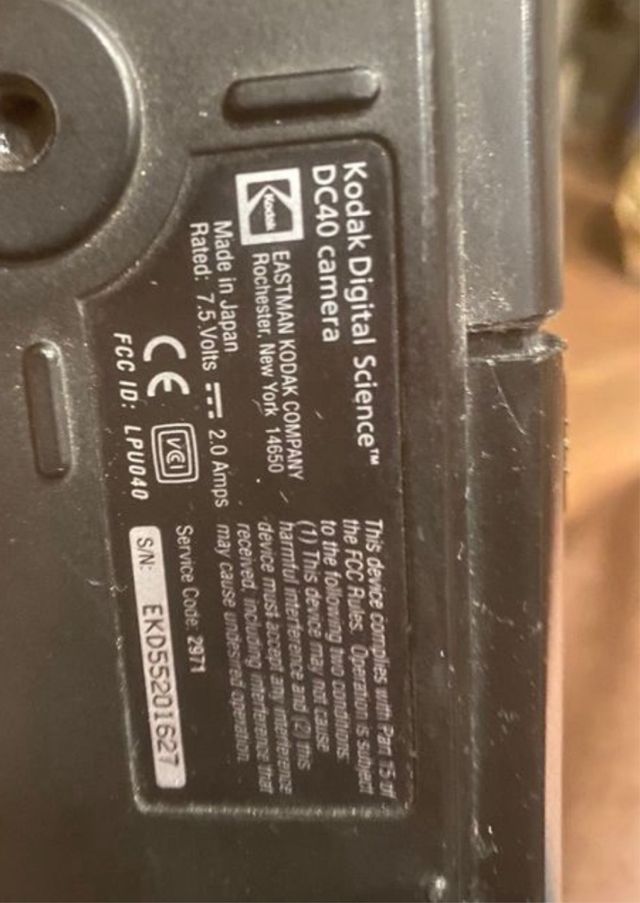 Kodak Digital Science™
DC40 camera
Kodak
EASTMAN KODAK COMPANY
Rochester, New York 14650
Made in Japan
Rated: 7.5 Volts ⎓ 2.0 Amps
CE VCI
FCC ID: LPU040
This device complies with Part 15 of
the FCC Rules. Operation is subject
to the following two conditions:
(1) This device may not cause
harmful interference and (2) this
device must accept any interference
received, including interference that
may cause undesired operation.
Service Code: 2971
S/N: EKD55201627